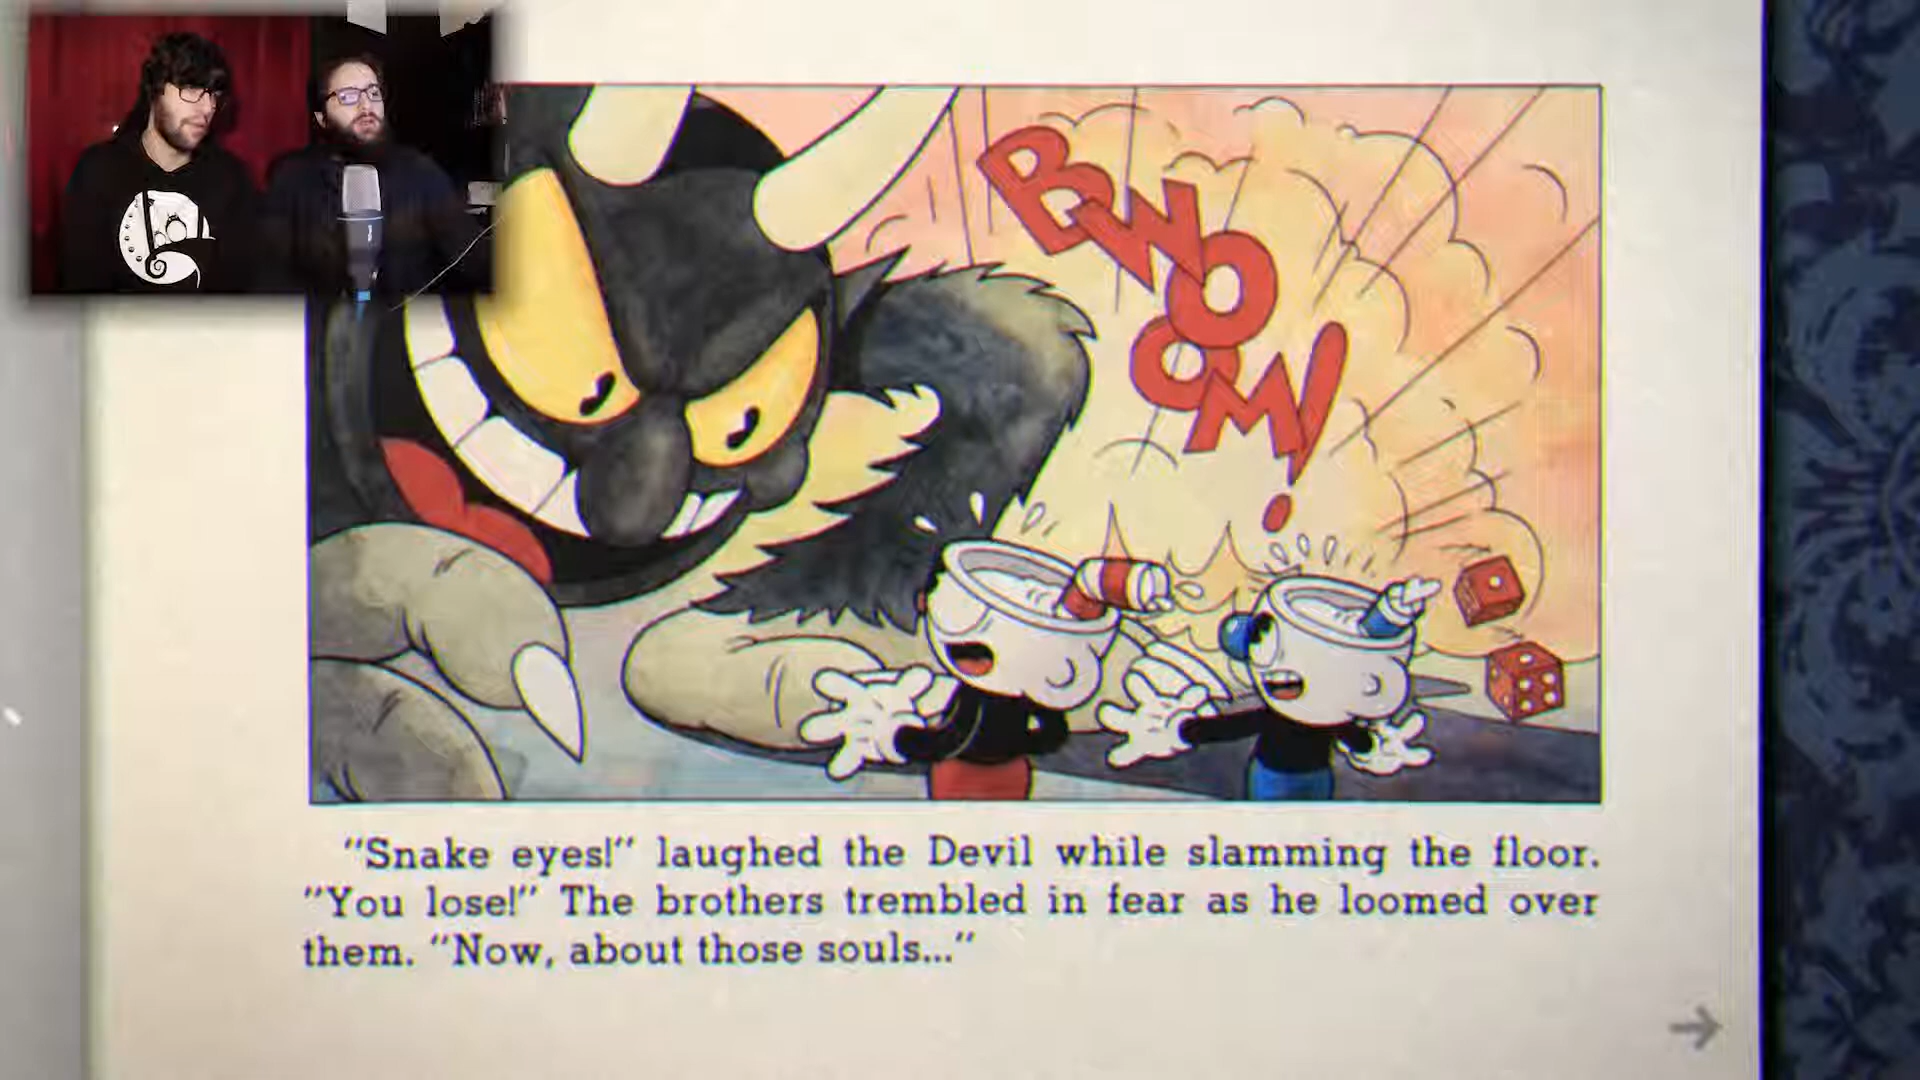 BWOOM!
“Snake eyes!” laughed the Devil while slamming the floor.
“You lose!” The brothers trembled in fear as he loomed over
them. “Now, about those souls...”